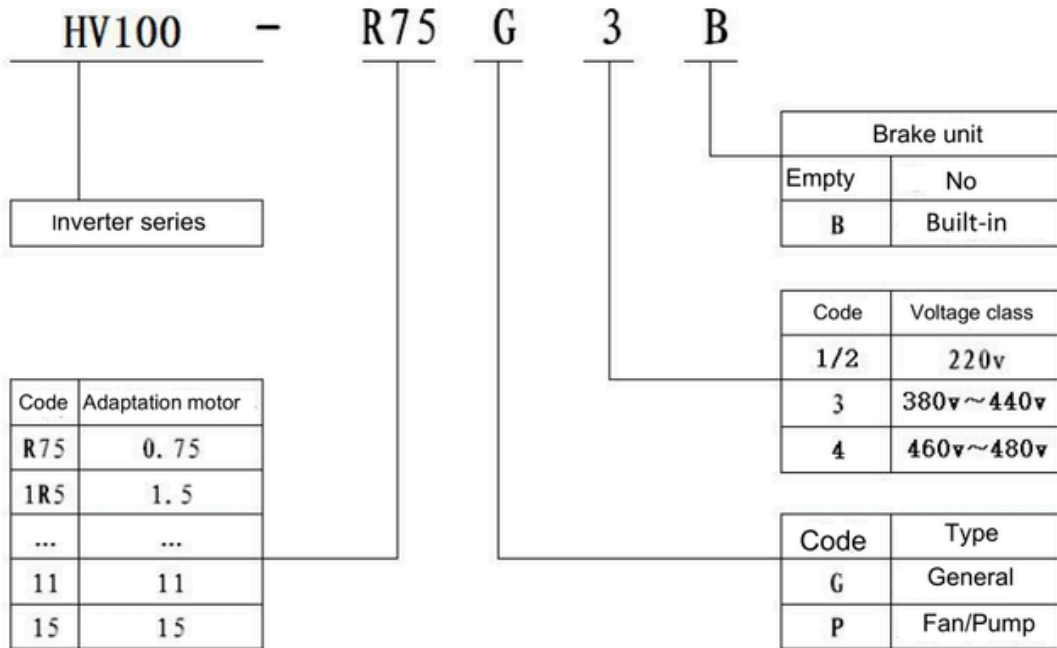 HV100 - R75 G 3 B
Brake unit
Empty No
B Built-in
Inverter series
Code Voltage class
1/2 220v
3 380v~440v
4 460v~480v
Code Adaptation motor
R75 0.75
1R5 1.5
... ...
11 11
15 15
Code Type
G General
P Fan/Pump